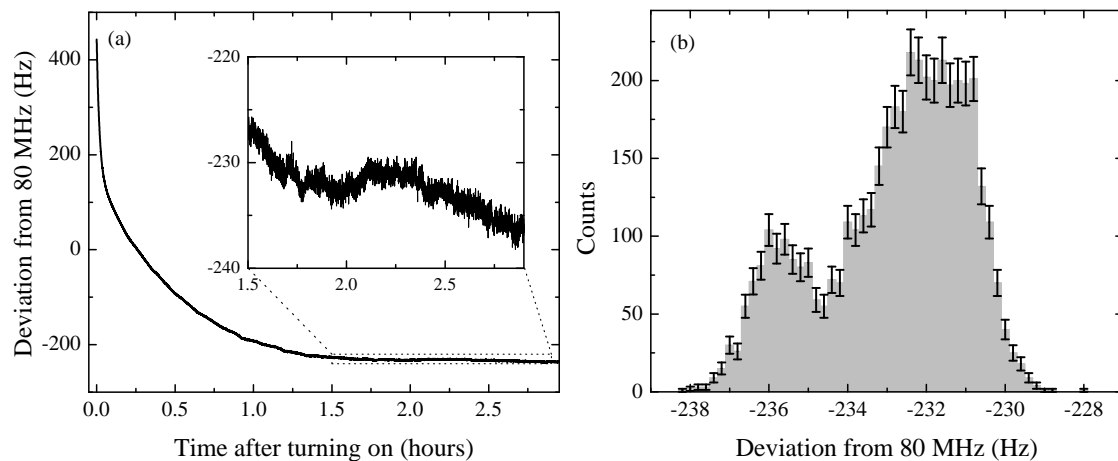 (a)
400
200
0
-200
Deviation from 80 MHz (Hz)
0.0 0.5 1.0 1.5 2.0 2.5
Time after turning on (hours)
-220
-230
-240
1.5 2.0 2.5
(b)
200
150
100
50
0
Counts
-238 -236 -234 -232 -230 -228
Deviation from 80 MHz (Hz)